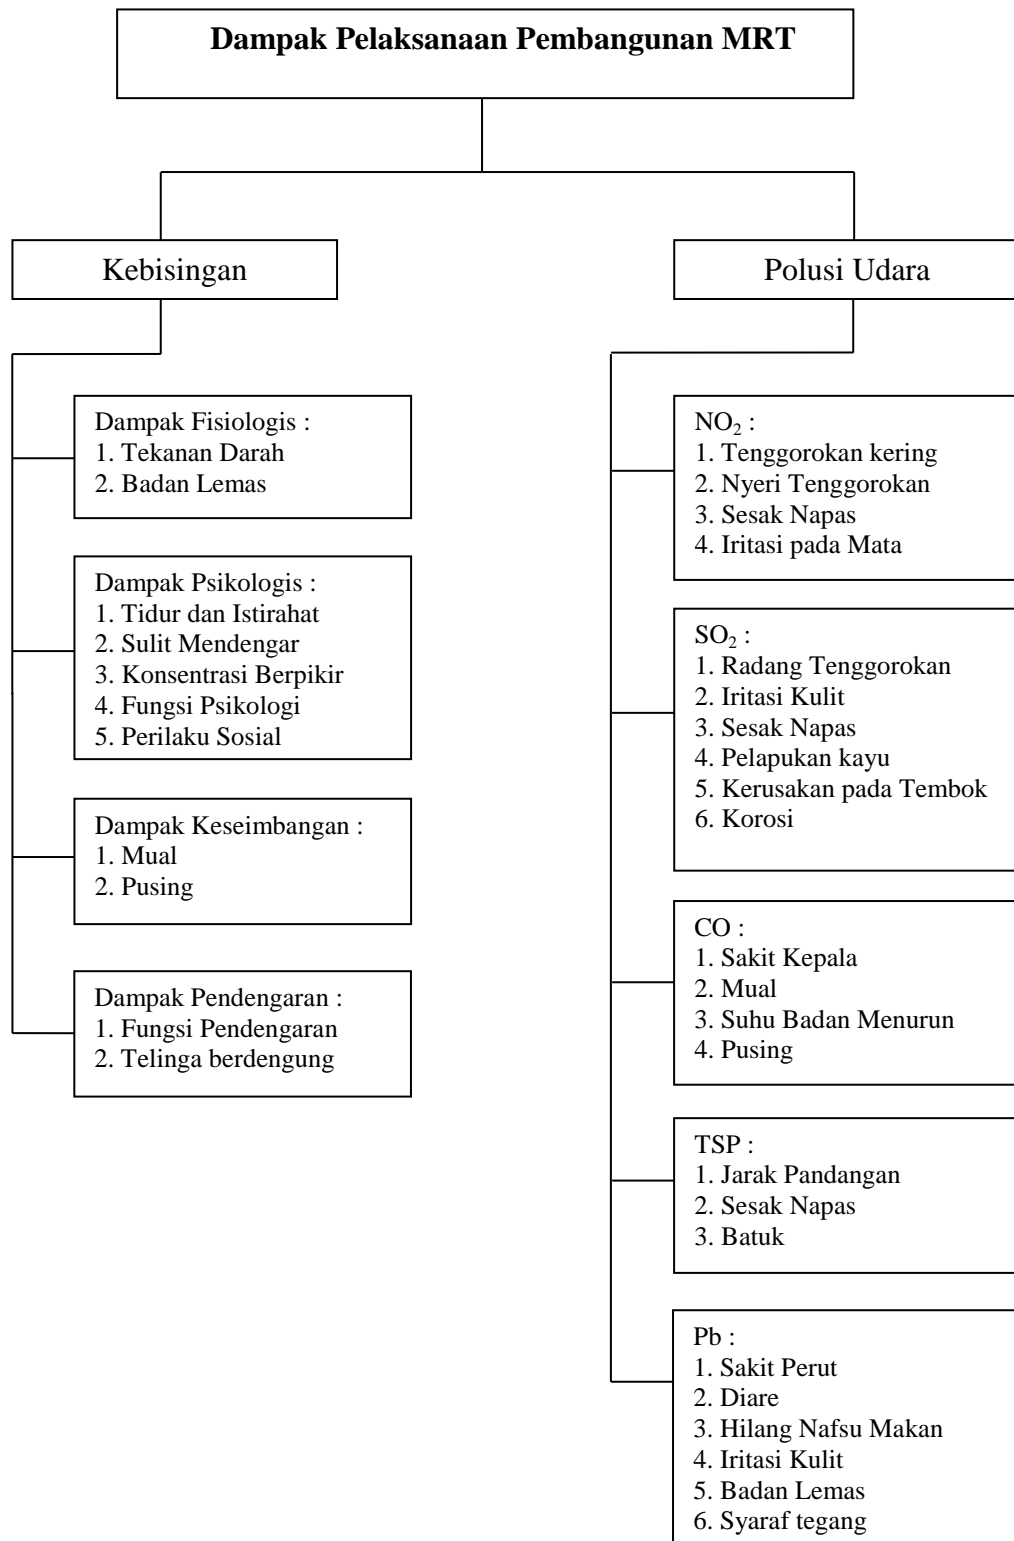 Dampak Pelaksanaan Pembangunan MRT
Kebisingan
Dampak Fisiologis :
1. Tekanan Darah
2. Badan Lemas
Dampak Psikologis :
1. Tidur dan Istirahat
2. Sulit Mendengar
3. Konsentrasi Berpikir
4. Fungsi Psikologi
5. Perilaku Sosial
Dampak Keseimbangan :
1. Mual
2. Pusing
Dampak Pendengaran :
1. Fungsi Pendengaran
2. Telinga berdengung
Polusi Udara
NO₂ :
1. Tenggorokan kering
2. Nyeri Tenggorokan
3. Sesak Napas
4. Iritasi pada Mata
SO₂ :
1. Radang Tenggorokan
2. Iritasi Kulit
3. Sesak Napas
4. Pelapukan kayu
5. Kerusakan pada Tembok
6. Korosi
CO :
1. Sakit Kepala
2. Mual
3. Suhu Badan Menurun
4. Pusing
TSP :
1. Jarak Pandangan
2. Sesak Napas
3. Batuk
Pb :
1. Sakit Perut
2. Diare
3. Hilang Nafsu Makan
4. Iritasi Kulit
5. Badan Lemas
6. Syaraf tegang